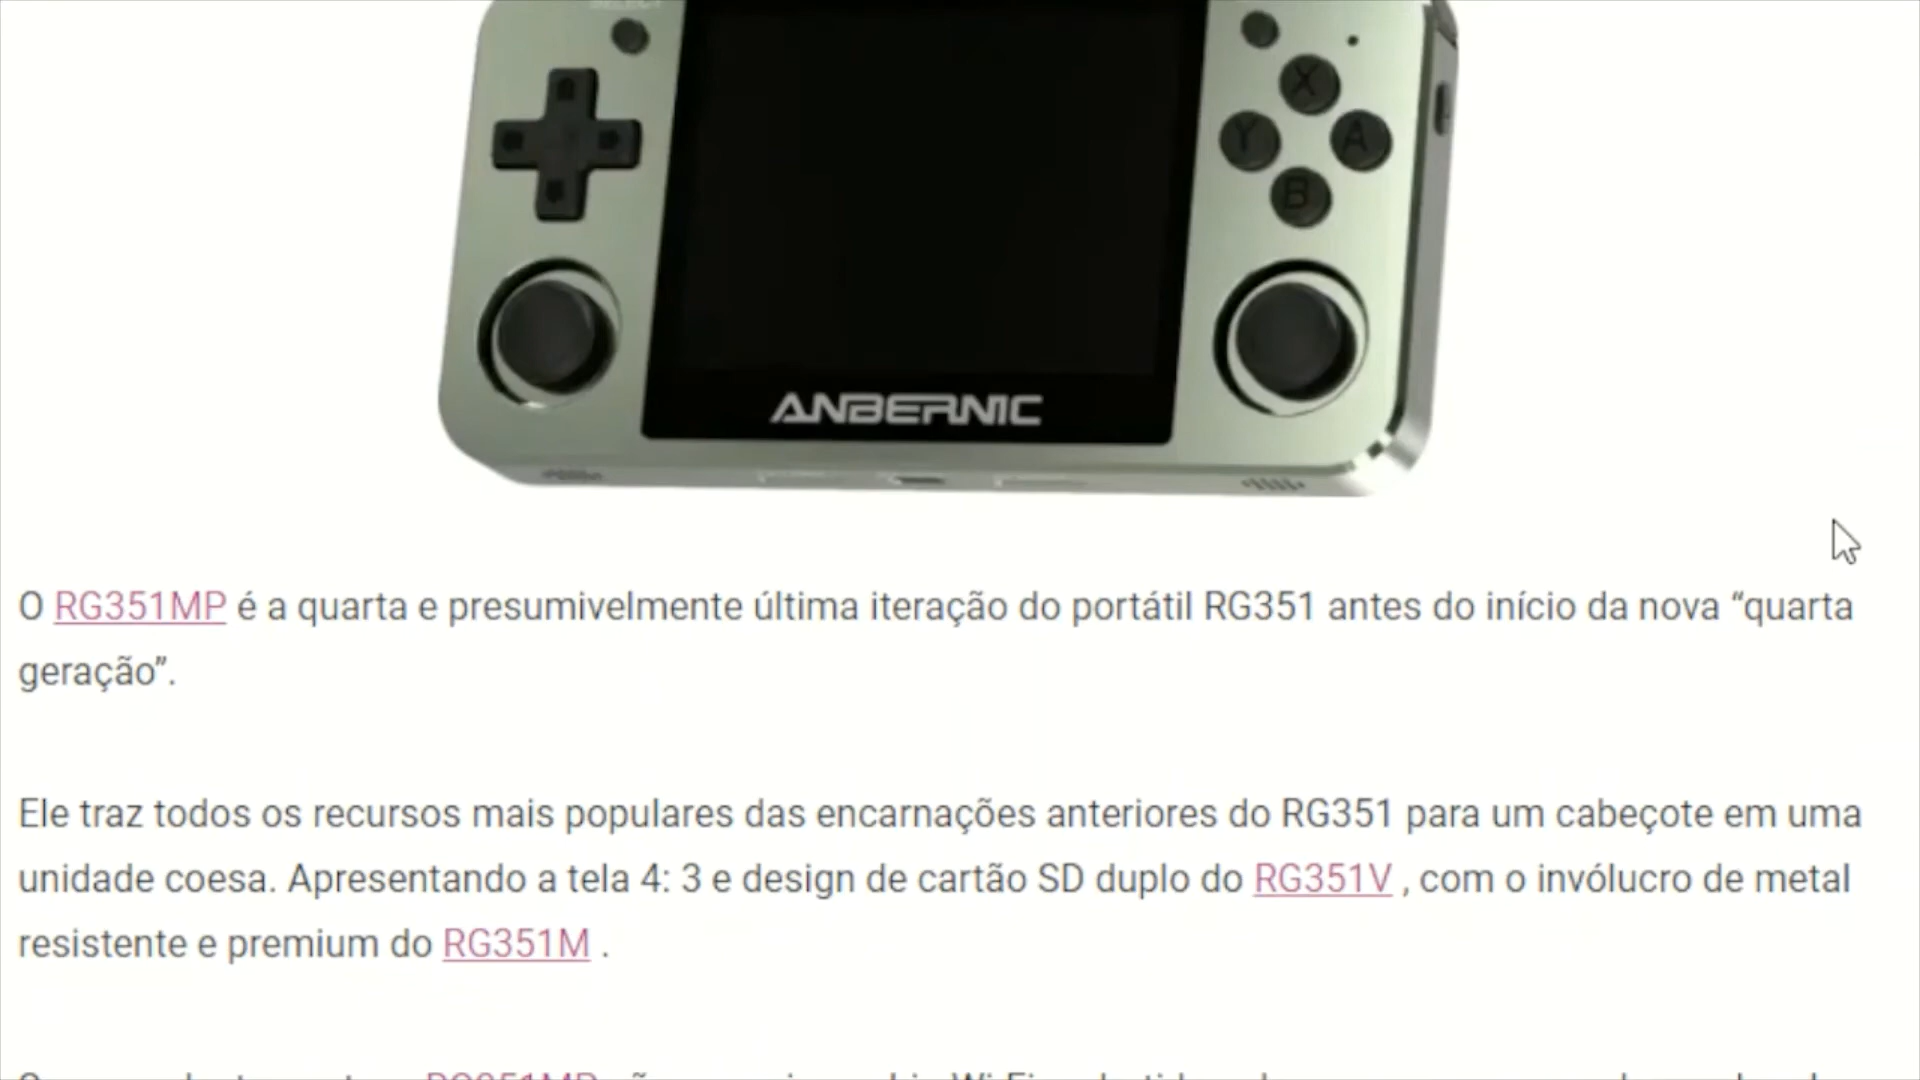 SELECT
X
Y
A
B
ANBERNIC
O RG351MP é a quarta e presumivelmente última iteração do portátil RG351 antes do início da nova “quarta
geração”.
Ele traz todos os recursos mais populares das encarnações anteriores do RG351 para um cabeçote em uma
unidade coesa. Apresentando a tela 4: 3 e design de cartão SD duplo do RG351V , com o invólucro de metal
resistente e premium do RG351M .
RG351MP